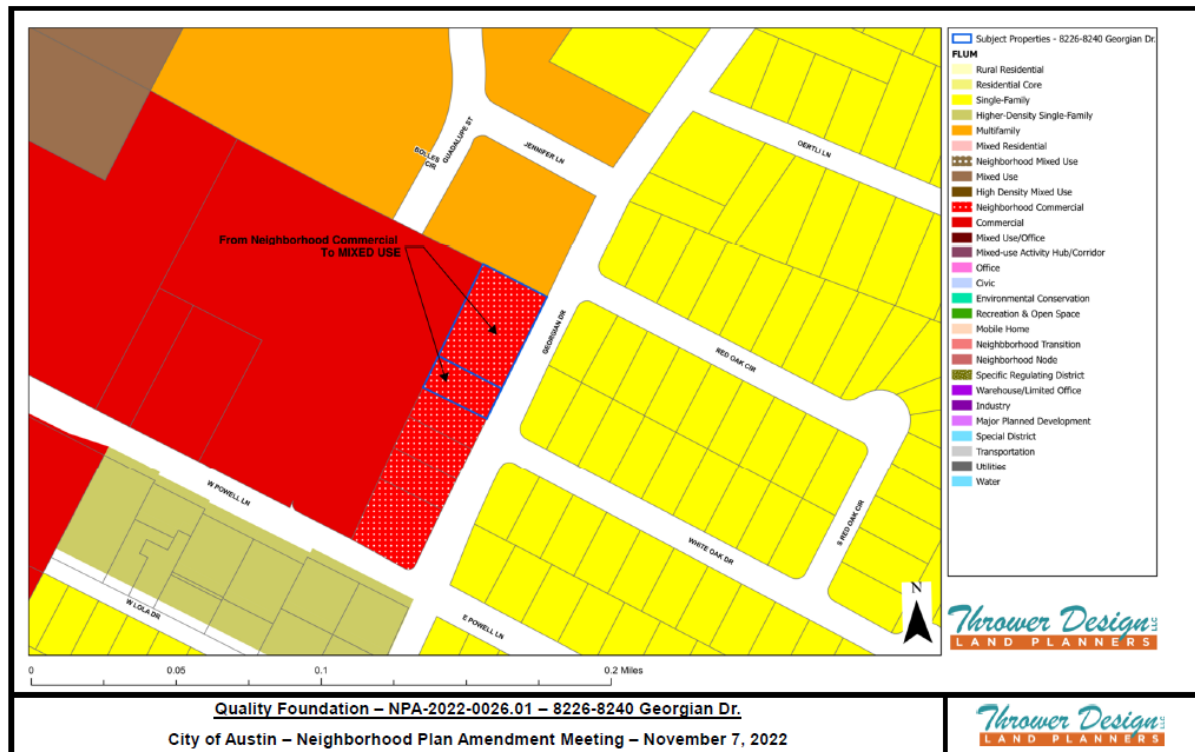 GUADALUPE ST
BOLLES
CIR
JENNIFER LN
OERTLI LN
From Neighborhood Commercial
To MIXED USE
GEORGIAN DR
RED OAK CIR
S RED OAK CIR
WHITE OAK DR
W POWELL LN
W LOLA DR
E POWELL LN
N
0
0.05
0.1
0.2 Miles
Subject Properties - 8226-8240 Georgian Dr.
FLUM
Rural Residential
Residential Core
Single-Family
Higher-Density Single-Family
Multifamily
Mixed Residential
Neighborhood Mixed Use
Mixed Use
High Density Mixed Use
Neighborhood Commercial
Commercial
Mixed Use/Office
Mixed-use Activity Hub/Corridor
Office
Civic
Environmental Conservation
Recreation & Open Space
Mobile Home
Neighbborhood Transition
Neighborhood Node
Specific Regulating District
Warehouse/Limited Office
Industry
Major Planned Development
Special District
Transportation
Utilities
Water
Thrower Design LLC
LAND PLANNERS
Quality Foundation – NPA-2022-0026.01 – 8226-8240 Georgian Dr.
City of Austin – Neighborhood Plan Amendment Meeting – November 7, 2022
Thrower Design LLC
LAND PLANNERS